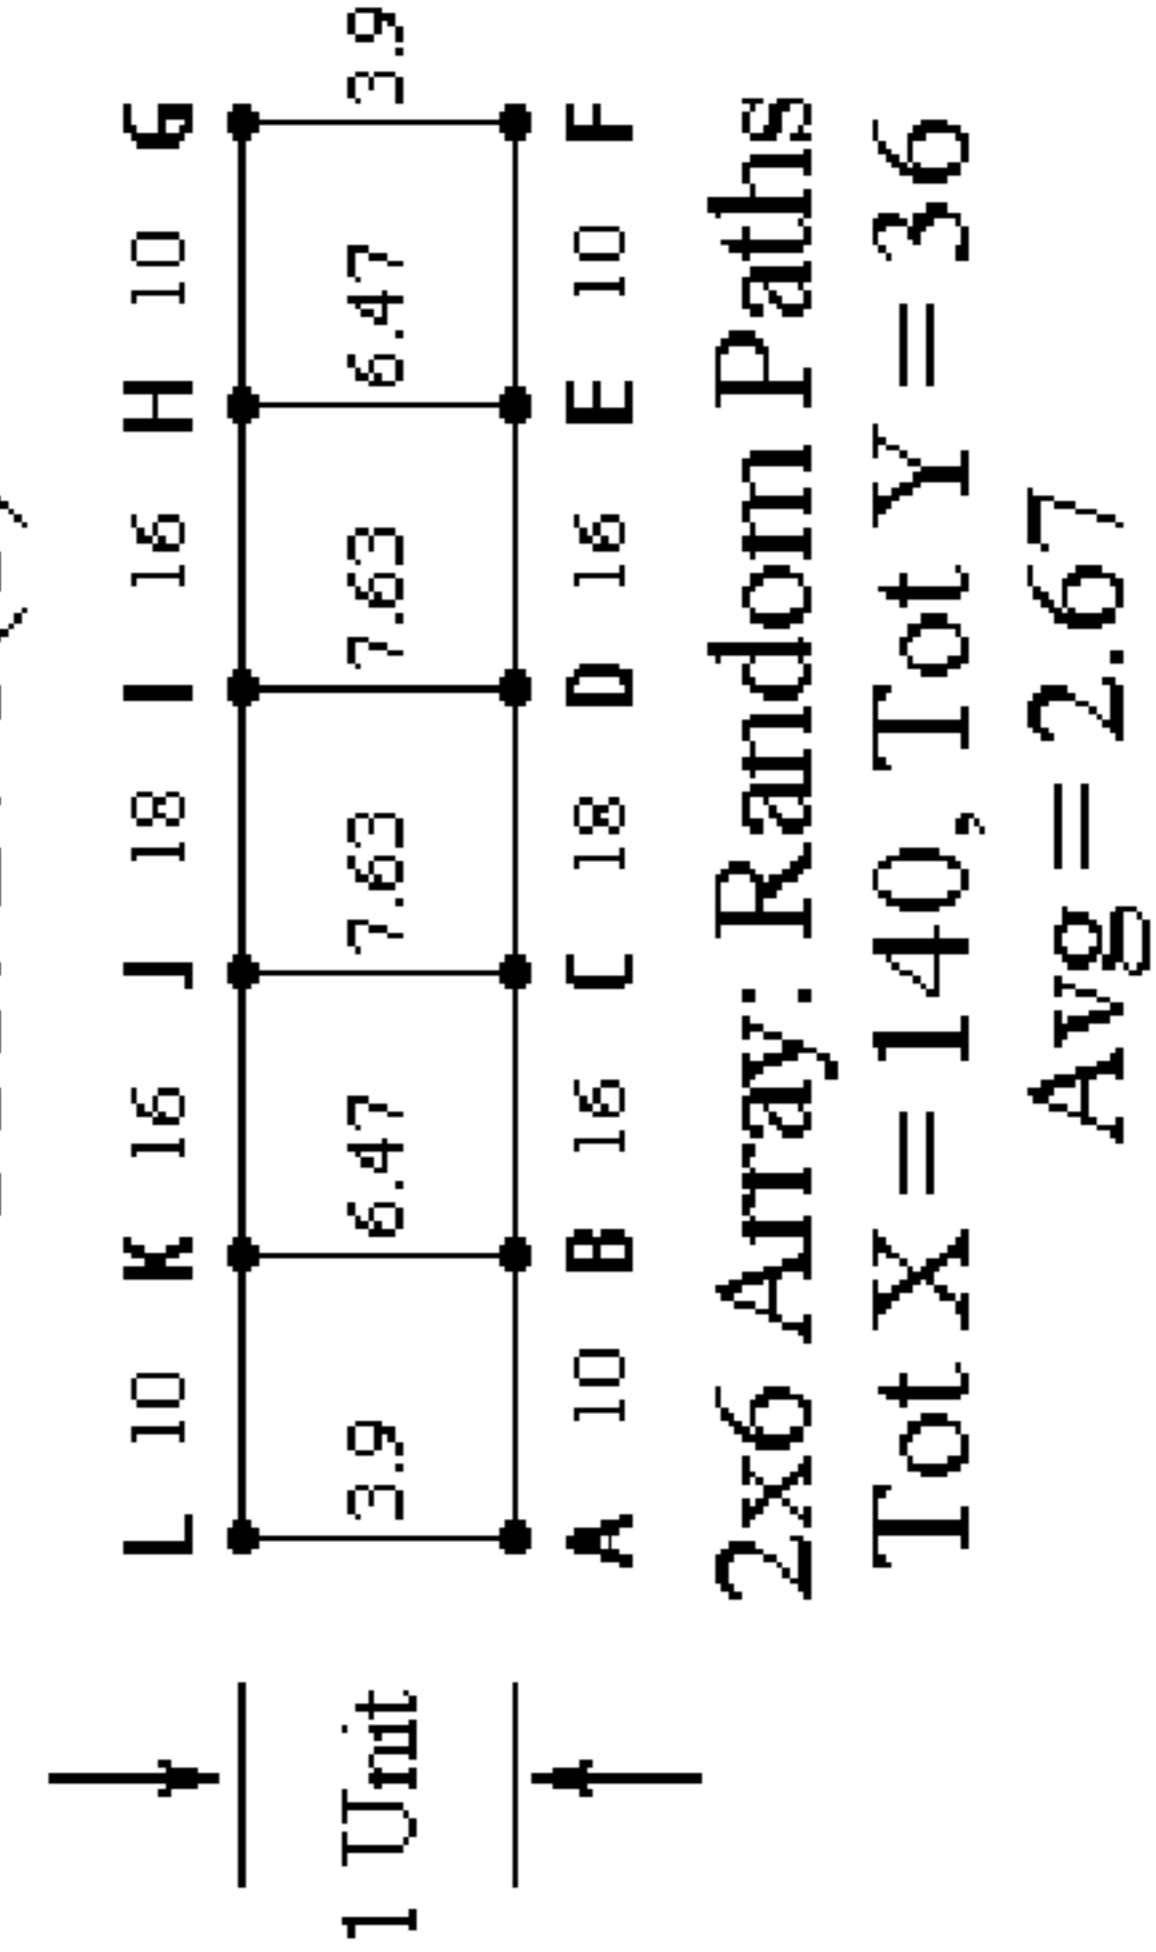 L 10 K 16 J 18 I 16 H 10 G
3.9 6.47 7.63 7.63 6.47 3.9
1 Unit
A 10 B 16 C 18 D 16 E 10 F
2x6 Array: Random Paths
Tot X = 140, Tot Y = 36
Avg = 2.67